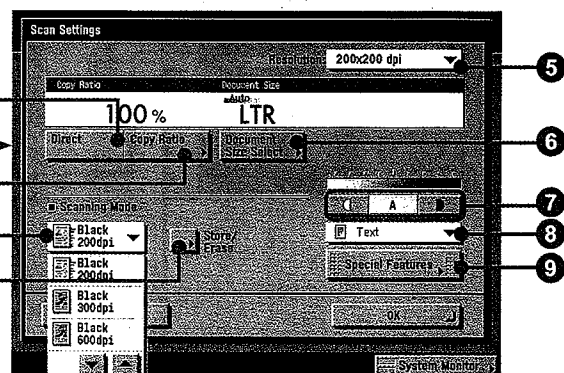 Scan Settings
Resolution 200x200 dpi
5
Copy Ratio Document Size
Auto
100 % LTR
Direct Copy Ratio Document
Size Select
6
Scanning Mode
A
7
Black
200dpi
Store/
Erase
Text
8
Black
200dpi
Special Features
9
Black
300dpi
OK
Black
600dpi
System Monitor